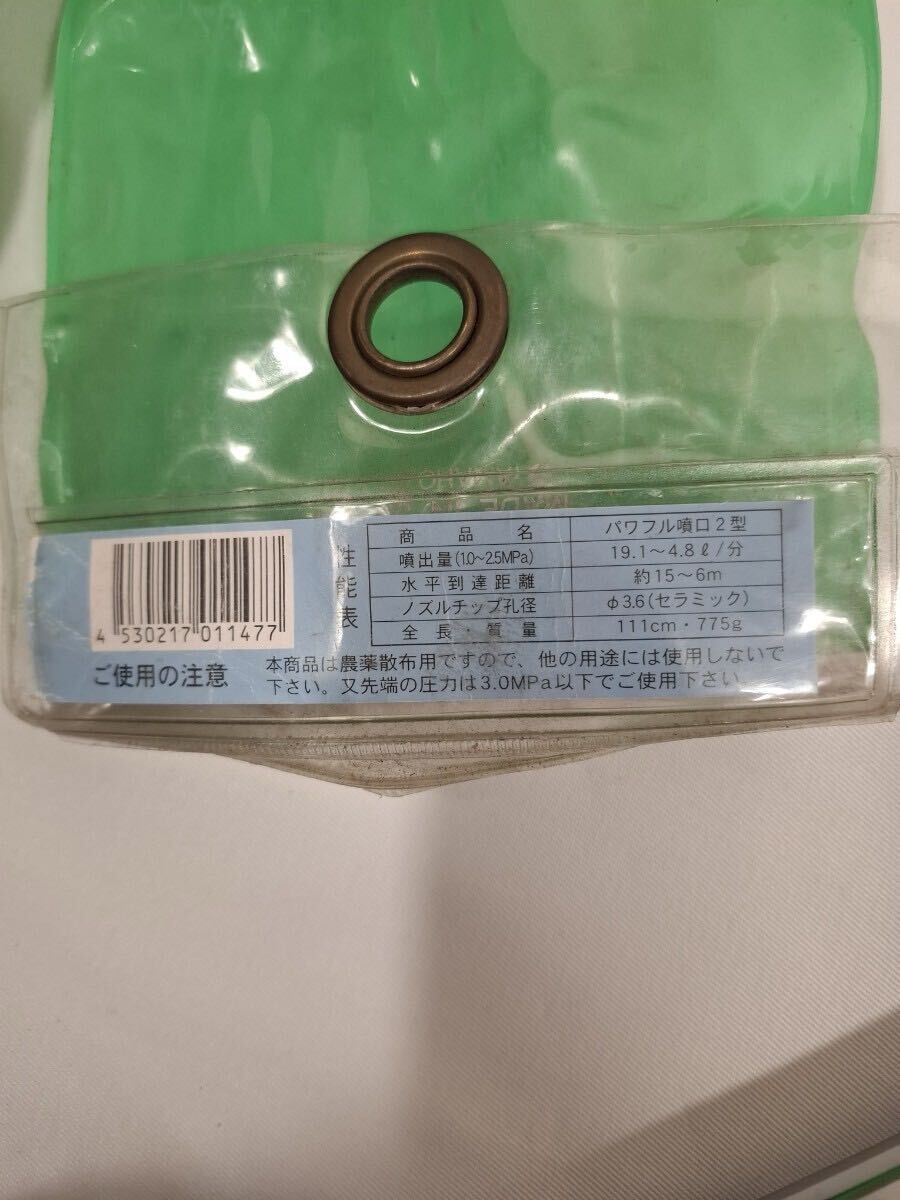 性能表
商品名 パワフル噴口2型
噴出量(1.0〜2.5MPa) 19.1〜4.8ℓ/分
水平到達距離 約15〜6m
ノズルチップ孔径 φ3.6(セラミック)
全長・質量 111cm・775g
4 530217 011477
ご使用の注意
本商品は農薬散布用ですので、他の用途には使用しないで
下さい。又先端の圧力は3.0MPa以下でご使用下さい。